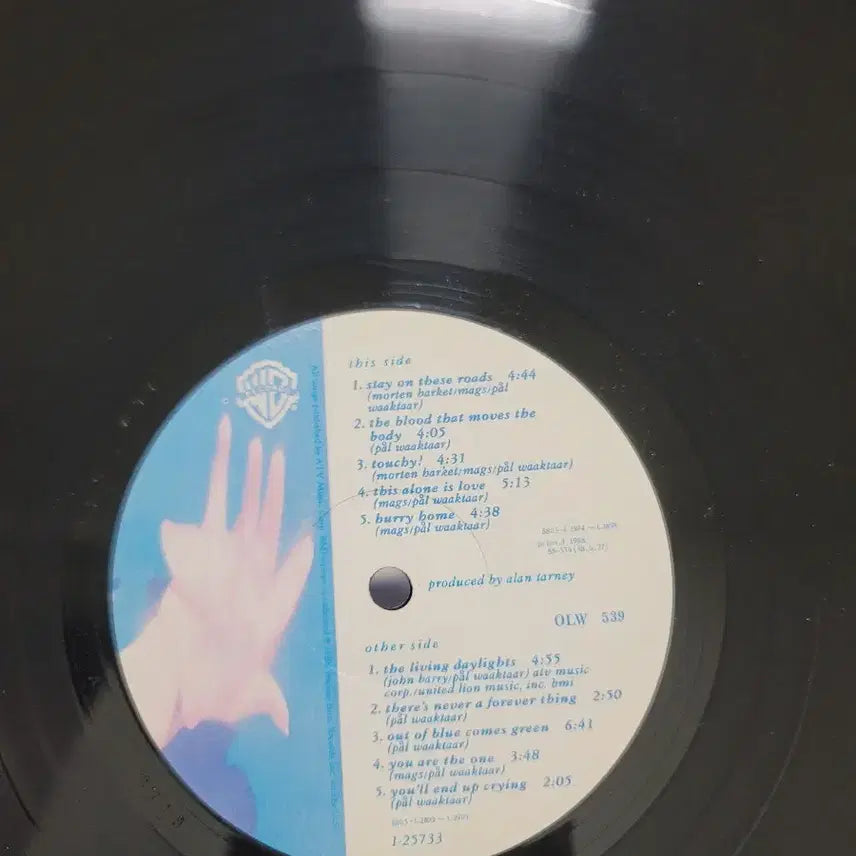 this side
1. stay on these roads 4:44
(morten harket/mags/pål
waaktaar)
2. the blood that moves the
body 4:05
(pål waaktaar)
3. touchy! 4:31
(morten harket/mags/pål waaktaar)
4. this alone is love 5:13
(mags/pål waaktaar)
5. hurry home 4:38
(mags/pål waaktaar)
produced by alan tarney
OLW 539
other side
1. the living daylights 4:55
(john barry/pål waaktaar) atv music
corp./united lion music, inc. bmi
2. there's never a forever thing 2:50
(pål waaktaar)
3. out of blue comes green 6:41
(pål waaktaar)
4. you are the one 3:48
(mags/pål waaktaar)
5. you'll end up crying 2:05
(pål waaktaar)
1-25733